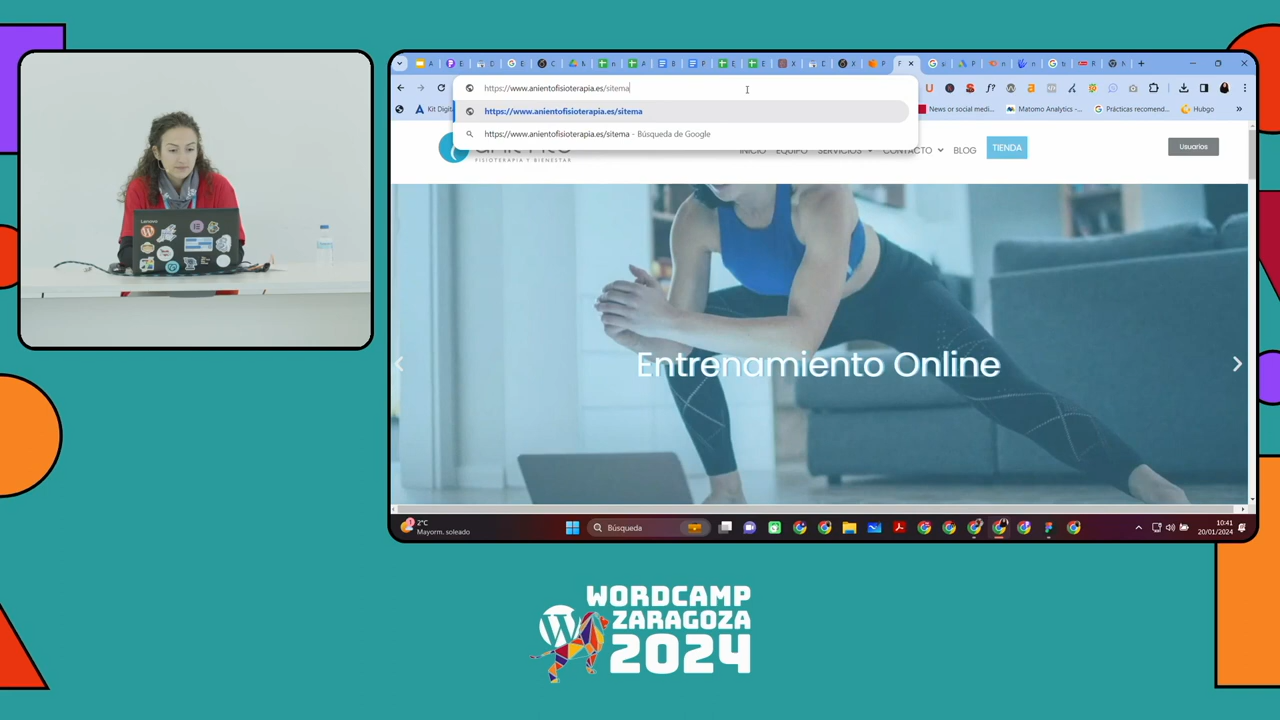 https://www.anientofisioterapia.es/sitema
https://www.anientofisioterapia.es/sitema
https://www.anientofisioterapia.es/sitema - Búsqueda de Google
Kit Digital
News or social medi...
Matomo Analytics -...
Prácticas recomend...
Hubgo
FISIOTERAPIA Y BIENESTAR
INICIO EQUIPO SERVICIOS CONTACTO BLOG TIENDA
Usuarios
Lenovo
Entrenamiento Online
2°C
Mayorm. soleado
Búsqueda
10:41
20/01/2024
WORDCAMP
ZARAGOZA
2024